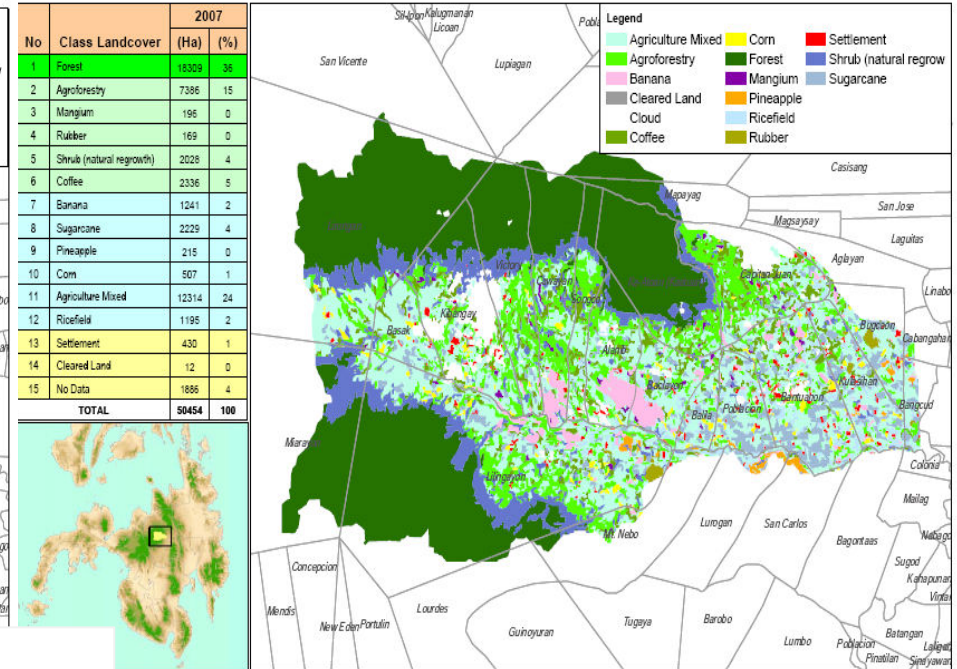 2007
No Class Landcover (Ha) (%)
1 Forest 18309 36
2 Agroforestry 7386 15
3 Mangium 196 0
4 Rubber 169 0
5 Shrub (natural regrowth) 2028 4
6 Coffee 2336 5
7 Banana 1241 2
8 Sugarcane 2229 4
9 Pineapple 215 0
10 Corn 507 1
11 Agriculture Mixed 12314 24
12 Ricefield 1195 2
13 Settlement 430 1
14 Cleared Land 12 0
15 No Data 1886 4
TOTAL 50454 100
Legend
Agriculture Mixed
Agroforestry
Banana
Cleared Land
Cloud
Coffee
Corn
Forest
Mangium
Pineapple
Ricefield
Rubber
Settlement
Shrub (natural regrow
Sugarcane
Kalugmanan
Licoan
San Vicente
Lupiagan
Pobla
Casisang
Mapayag
San Jose
Magsaysay
Laguitas
Aglayan
Linabo
Victory
Cawayan
Songco
Capitan Juan
Kibangay
Basak
Alanib
Bugcaon
Cabangahan
Baclayon
Kulasihan
Bantuanon
Balila
Poblacion
Bangcud
Miaray
Lilingayon
Colonia
Mt. Nebo
Mailag
Lurogan
San Carlos
Bagontaas
Nabago
Sugod
Kahapunan
Concepcion
Vintar
Mendis
New Eden
Portulin
Lourdes
Guinoyuran
Tugaya
Barobo
Lumbo
Poblacion
Batangan
Pinatilan
Sinayawan